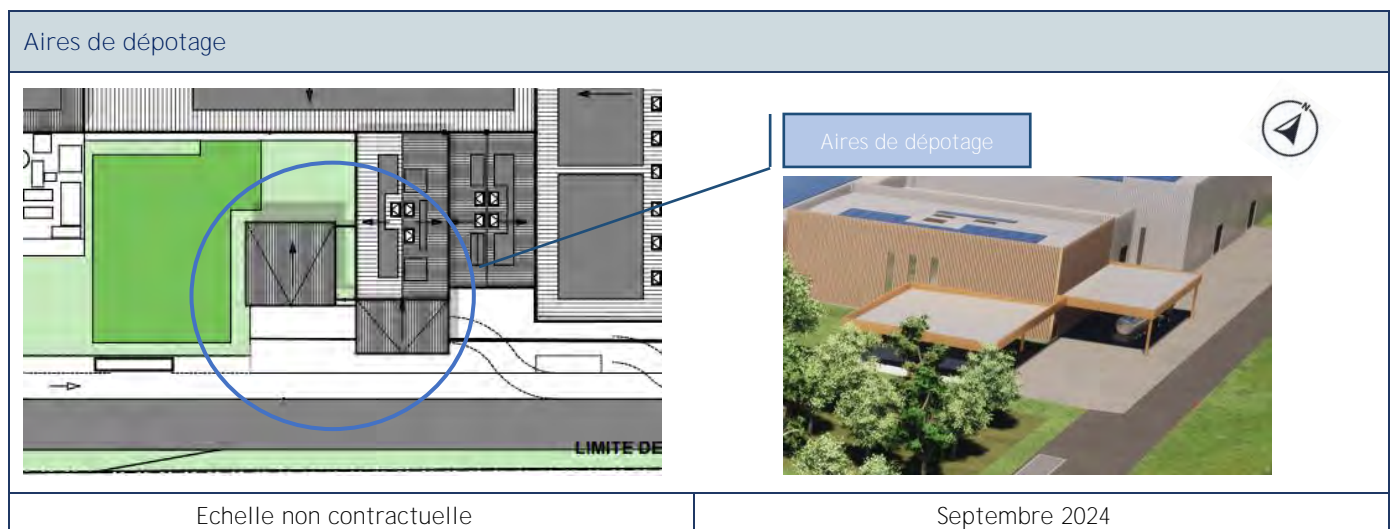 Aires de dépotage
Aires de dépotage
N
LIMITE DE
Echelle non contractuelle
Septembre 2024